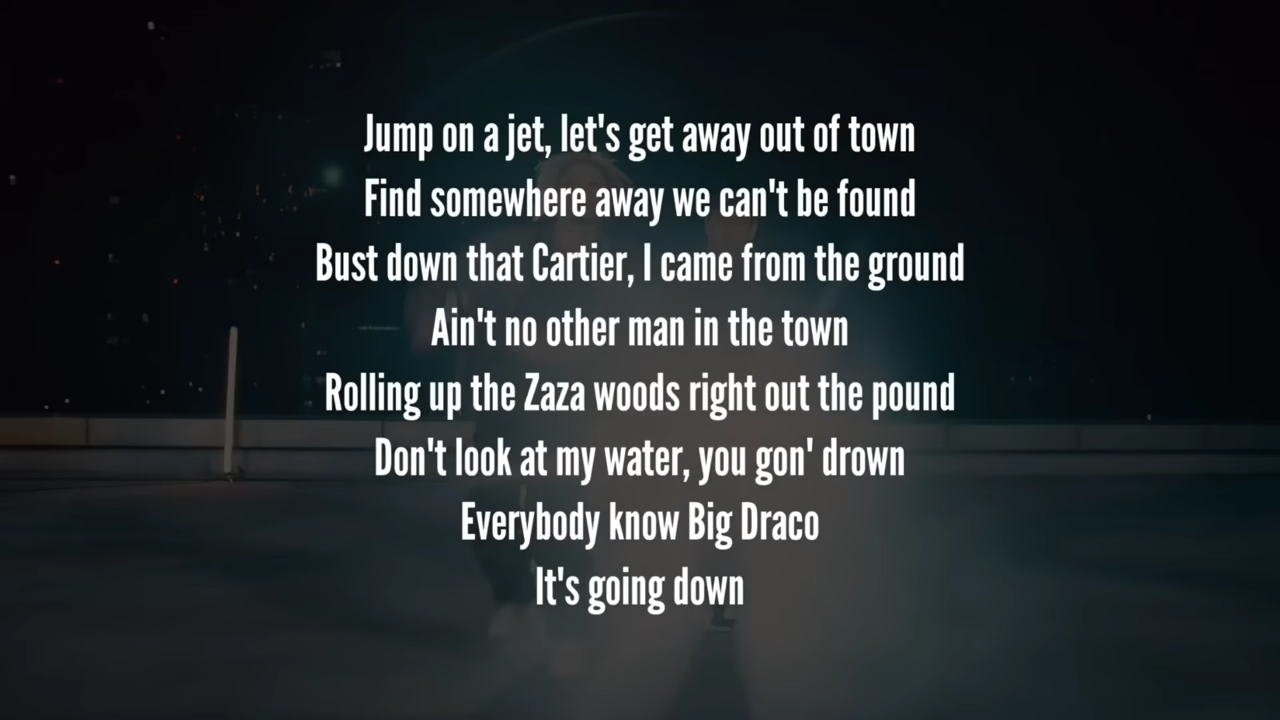 Jump on a jet, let's get away out of town
Find somewhere away we can't be found
Bust down that Cartier, I came from the ground
Ain't no other man in the town
Rolling up the Zaza woods right out the pound
Don't look at my water, you gon' drown
Everybody know Big Draco
It's going down